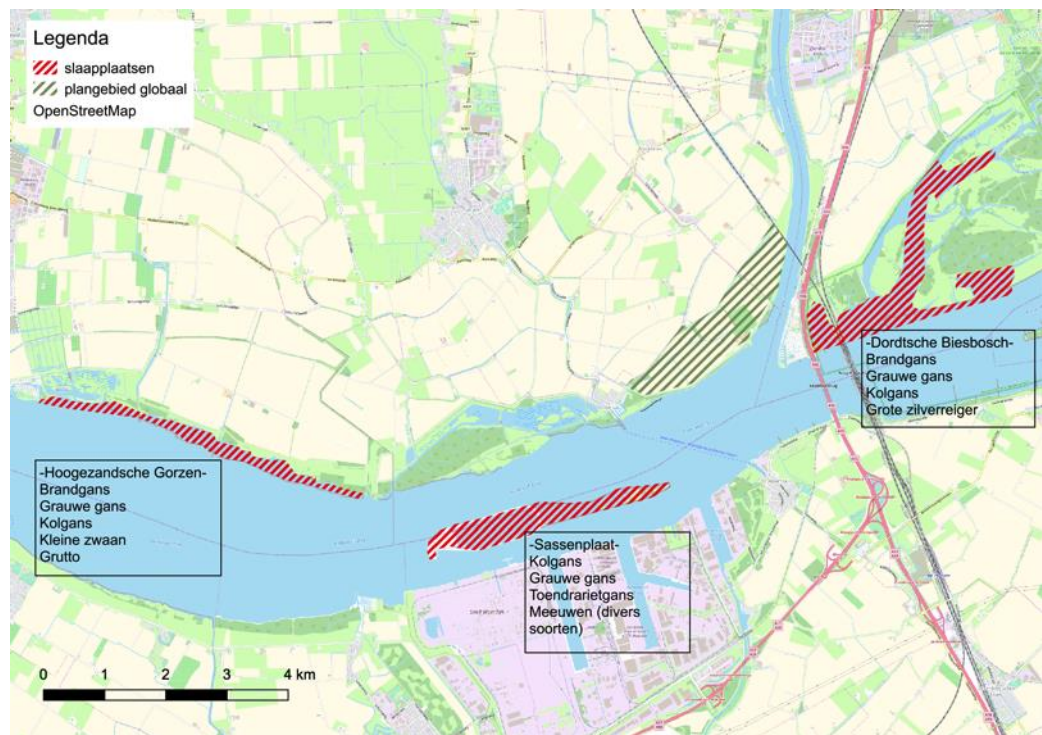 Legenda
slaapplaatsen
plangebied globaal
OpenStreetMap
-Dordtsche Biesbosch-
Brandgans
Grauwe gans
Kolgans
Grote zilverreiger
-Hoogezandsche Gorzen-
Brandgans
Grauwe gans
Kolgans
Kleine zwaan
Grutto
-Sassenplaat-
Kolgans
Grauwe gans
Toendrarietgans
Meeuwen (divers
soorten)
0 1 2 3 4 km